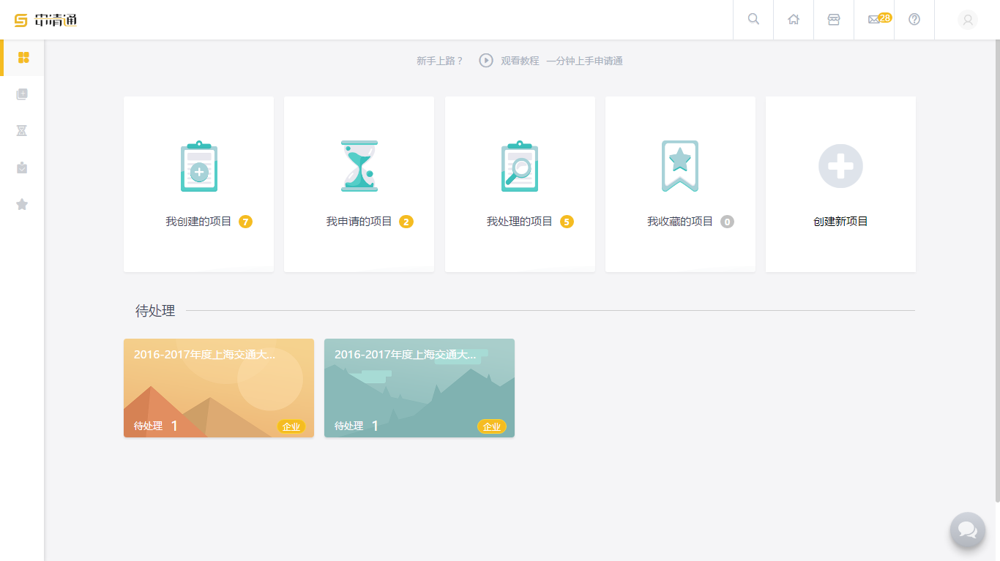 申请通
28
新手上路？ 观看教程 一分钟上手申请通
我创建的项目 7
我申请的项目 2
我处理的项目 5
我收藏的项目 0
创建新项目
待处理
2016-2017年度上海交通大...
待处理 1
企业
2016-2017年度上海交通大...
待处理 1
企业